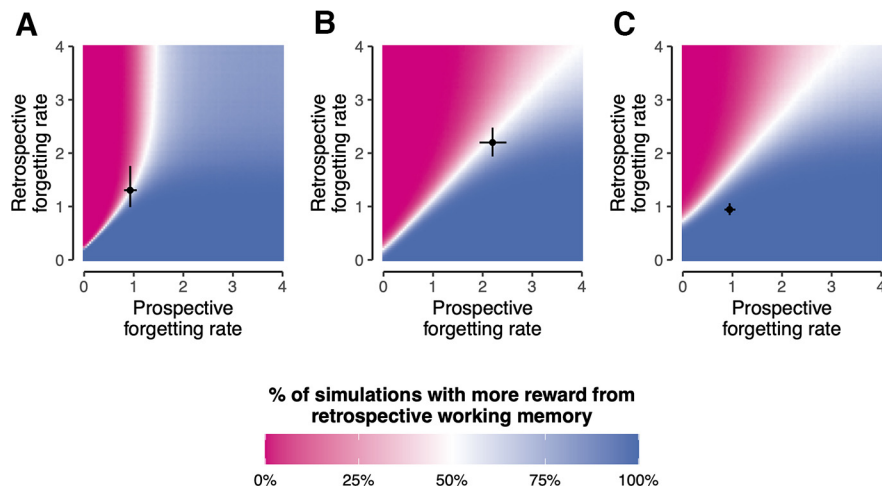 A
B
C
Retrospective
forgetting rate
4
3
2
1
0
0 1 2 3 4
Prospective
forgetting rate
Retrospective
forgetting rate
4
3
2
1
0
0 1 2 3 4
Prospective
forgetting rate
Retrospective
forgetting rate
4
3
2
1
0
0 1 2 3 4
Prospective
forgetting rate
% of simulations with more reward from
retrospective working memory
0% 25% 50% 75% 100%